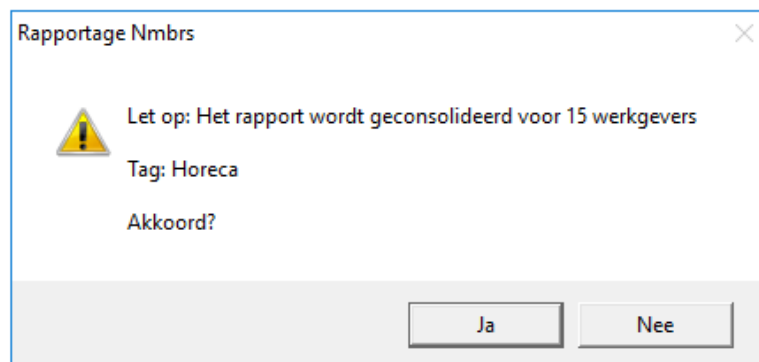 Rapportage Nmbrs
Let op: Het rapport wordt geconsolideerd voor 15 werkgevers
Tag: Horeca
Akkoord?
Ja
Nee